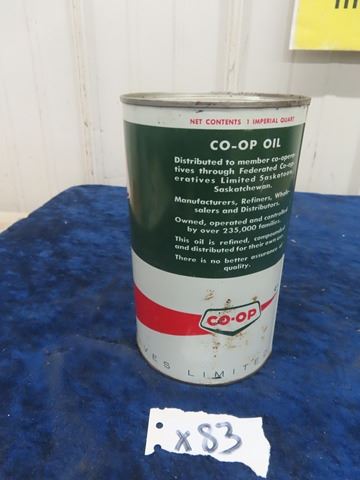 NET CONTENTS 1 IMPERIAL QUART
CO-OP OIL
Distributed to member co-opera-
tives through Federated Co-op-
eratives Limited Saskatoon,
Saskatchewan.
Manufacturers, Refiners, Whole-
salers and Distributors.
Owned, operated and controlled
by over 235,000 families.
This oil is refined, compounded
and distributed for their own use.
There is no better assurance of
quality.
CO-OP
VES LIMITE
x83